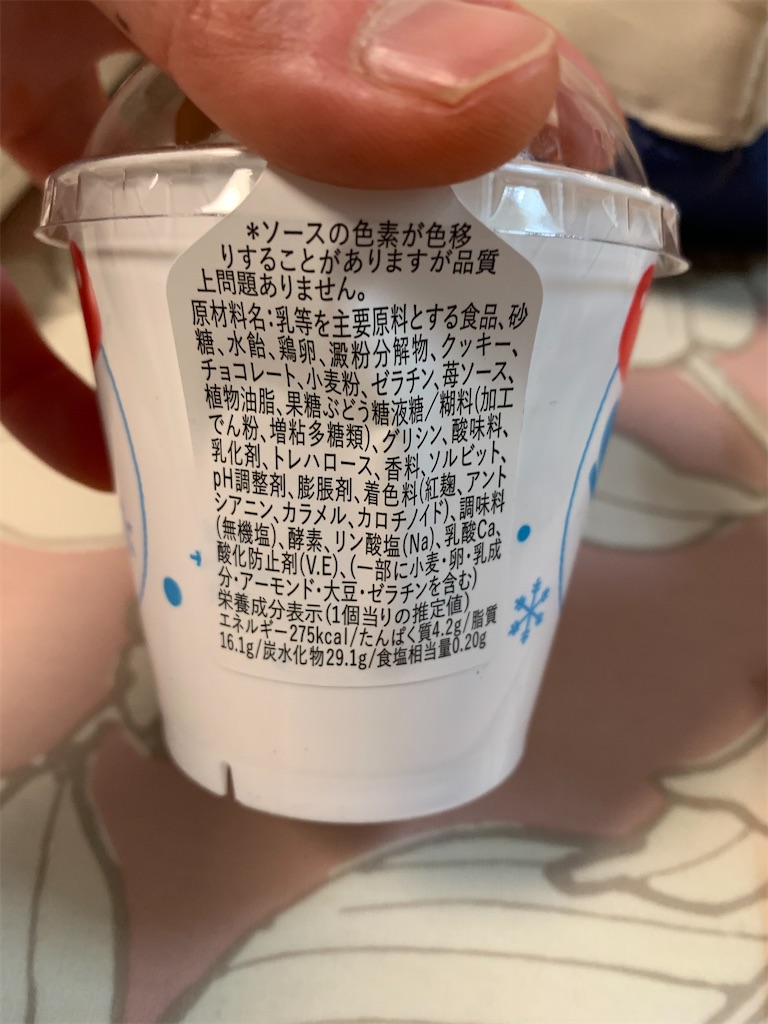 *ソースの色素が色移
りすることがありますが品質
上問題ありません。
原材料名:乳等を主要原料とする食品、砂
糖、水飴、鶏卵、澱粉分解物、クッキー、
チョコレート、小麦粉、ゼラチン、苺ソース、
植物油脂、果糖ぶどう糖液糖/糊料(加工
でん粉、増粘多糖類)、グリシン、酸味料、
乳化剤、トレハロース、香料、ソルビット、
pH調整剤、膨脹剤、着色料(紅麹、アント
シアニン、カラメル、カロチノイド)、調味料
(無機塩)、酵素、リン酸塩(Na)、乳酸Ca、
酸化防止剤(V.E)、(一部に小麦・卵・乳成
分・アーモンド・大豆・ゼラチンを含む)
栄養成分表示(1個当りの推定値)
エネルギー275kcal/たんぱく質4.2g/脂質
16.1g/炭水化物29.1g/食塩相当量0.20g